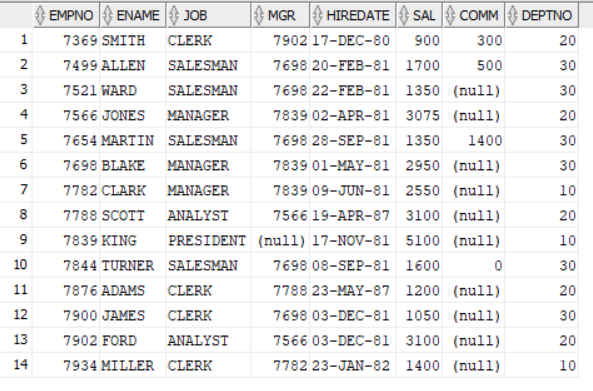 EMPNO ENAME JOB MGR HIREDATE SAL COMM DEPTNO
1 7369 SMITH CLERK 7902 17-DEC-80 900 300 20
2 7499 ALLEN SALESMAN 7698 20-FEB-81 1700 500 30
3 7521 WARD SALESMAN 7698 22-FEB-81 1350 (null) 30
4 7566 JONES MANAGER 7839 02-APR-81 3075 (null) 20
5 7654 MARTIN SALESMAN 7698 28-SEP-81 1350 1400 30
6 7698 BLAKE MANAGER 7839 01-MAY-81 2950 (null) 30
7 7782 CLARK MANAGER 7839 09-JUN-81 2550 (null) 10
8 7788 SCOTT ANALYST 7566 19-APR-87 3100 (null) 20
9 7839 KING PRESIDENT (null) 17-NOV-81 5100 (null) 10
10 7844 TURNER SALESMAN 7698 08-SEP-81 1600 0 30
11 7876 ADAMS CLERK 7788 23-MAY-87 1200 (null) 20
12 7900 JAMES CLERK 7698 03-DEC-81 1050 (null) 30
13 7902 FORD ANALYST 7566 03-DEC-81 3100 (null) 20
14 7934 MILLER CLERK 7782 23-JAN-82 1400 (null) 10